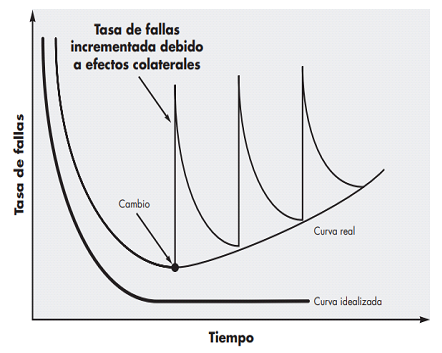 Tasa de fallas
incrementada debido
a efectos colaterales
Tasa de fallas
Cambio
Curva real
Curva idealizada
Tiempo